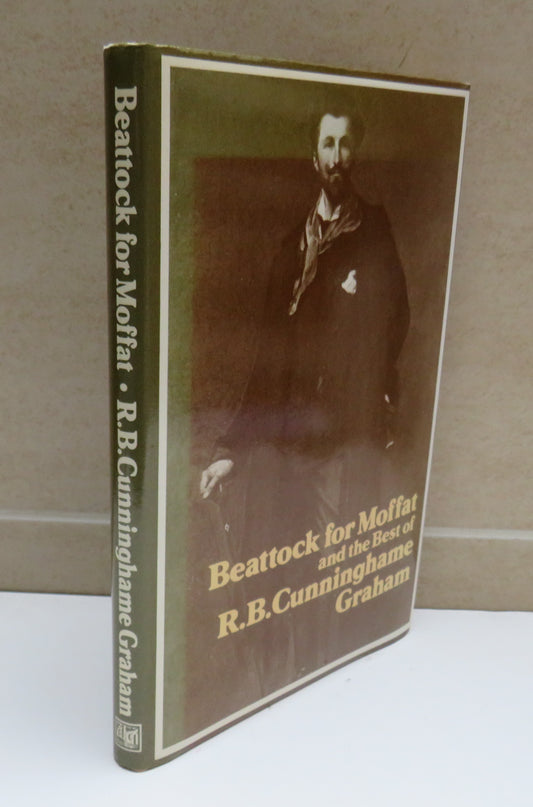 Beattock for Moffat • R.B.Cunninghame Graham
Beattock for Moffat
and the Best of
R.B.Cunninghame
Graham